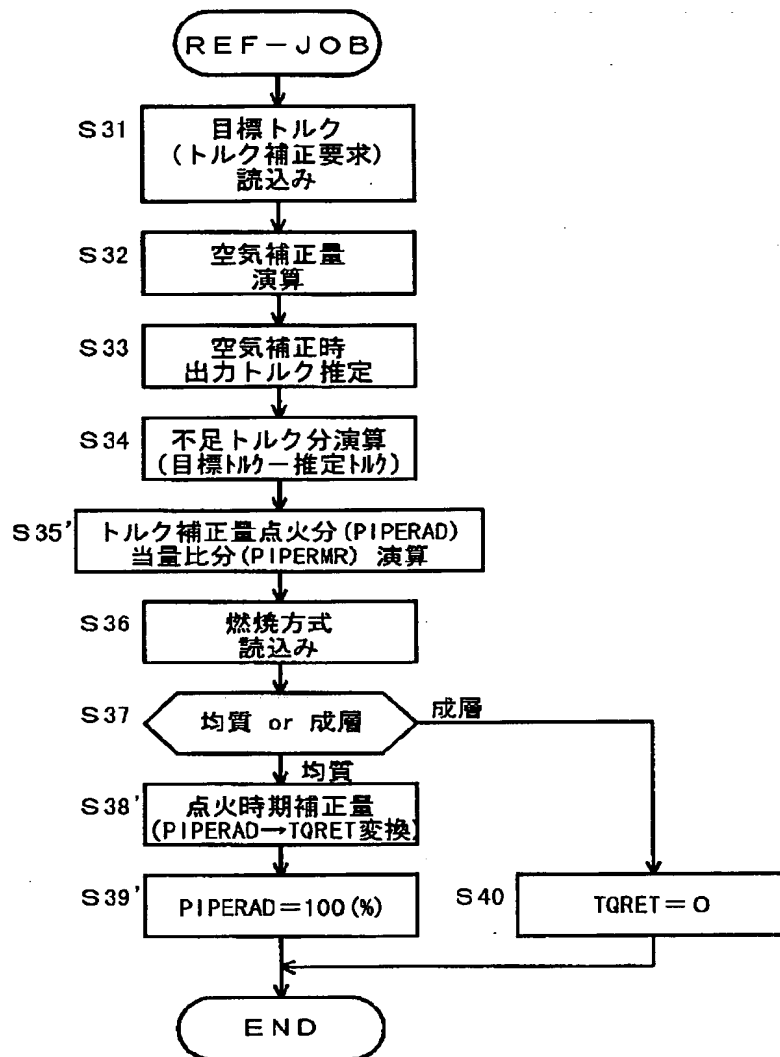 REF-JOB
S31
目標トルク
(トルク補正要求)
読込み
S32
空気補正量
演算
S33
空気補正時
出力トルク推定
S34
不足トルク分演算
(目標トルクー推定トルク)
S35'
トルク補正量点火分(PIPERAD)
当量比分(PIPERMR) 演算
S36
燃焼方式
読込み
S37
均質 or 成層
成層
均質
S38'
点火時期補正量
(PIPERAD→TQRET変換)
S39'
PIPERAD=100(%)
S40
TQRET=0
END